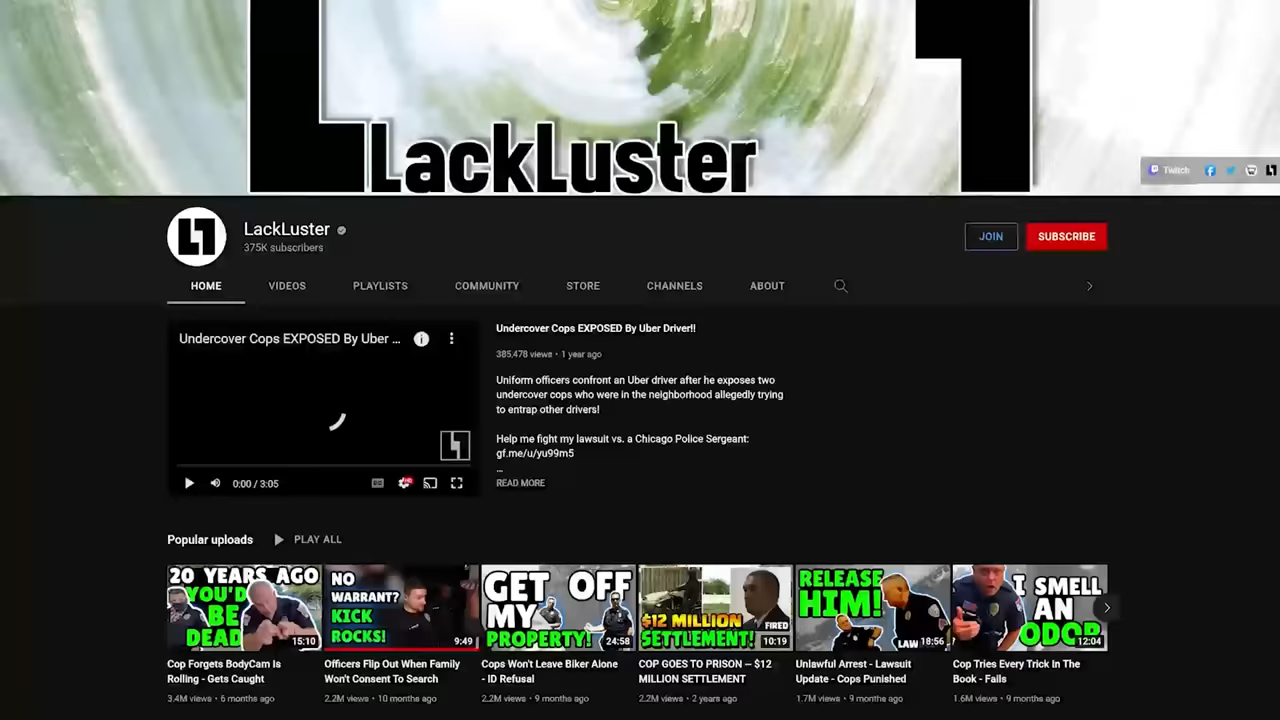 LackLuster
Twitch
LackLuster
375K subscribers
JOIN
SUBSCRIBE
HOME
VIDEOS
PLAYLISTS
COMMUNITY
STORE
CHANNELS
ABOUT
Undercover Cops EXPOSED By Uber ...
0:00 / 3:05
Undercover Cops EXPOSED By Uber Driver!!
385,478 views • 1 year ago
Uniform officers confront an Uber driver after he exposes two
undercover cops who were in the neighborhood allegedly trying
to entrap other drivers!
Help me fight my lawsuit vs. a Chicago Police Sergeant:
gf.me/u/yu99m5
...
READ MORE
Popular uploads
PLAY ALL
20 YEARS AGO
YOU'D
BE
DEAD
15:10
Cop Forgets BodyCam Is
Rolling - Gets Caught
3.4M views • 6 months ago
NO
WARRANT?
KICK
ROCKS!
9:49
Officers Flip Out When Family
Won't Consent To Search
2.2M views • 10 months ago
GET OFF
MY
PROPERTY!
24:58
Cops Won't Leave Biker Alone
- ID Refusal
2.2M views • 9 months ago
$12 MILLION
SETTLEMENT!
FIRED
10:19
COP GOES TO PRISON – $12
MILLION SETTLEMENT
2.2M views • 2 years ago
RELEASE
HIM!
LAW
18:56
Unlawful Arrest - Lawsuit
Update - Cops Punished
1.7M views • 9 months ago
I SMELL
AN
ODOR
12:04
Cop Tries Every Trick In The
Book - Fails
1.6M views • 9 months ago